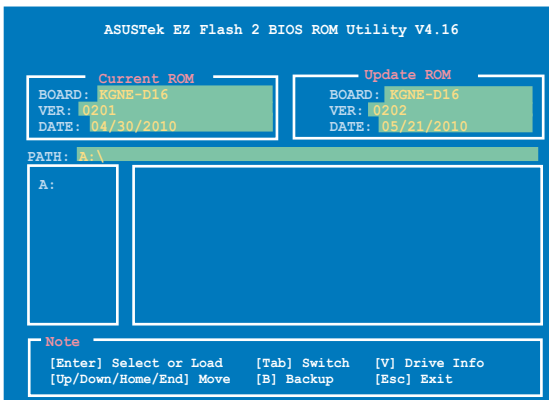 ASUSTek EZ Flash 2 BIOS ROM Utility V4.16
Current ROM
BOARD: KGNE-D16
VER: 0201
DATE: 04/30/2010
Update ROM
BOARD: KGNE-D16
VER: 0202
DATE: 05/21/2010
PATH: A:\
A:
Note
[Enter] Select or Load [Tab] Switch [V] Drive Info
[Up/Down/Home/End] Move [B] Backup [Esc] Exit